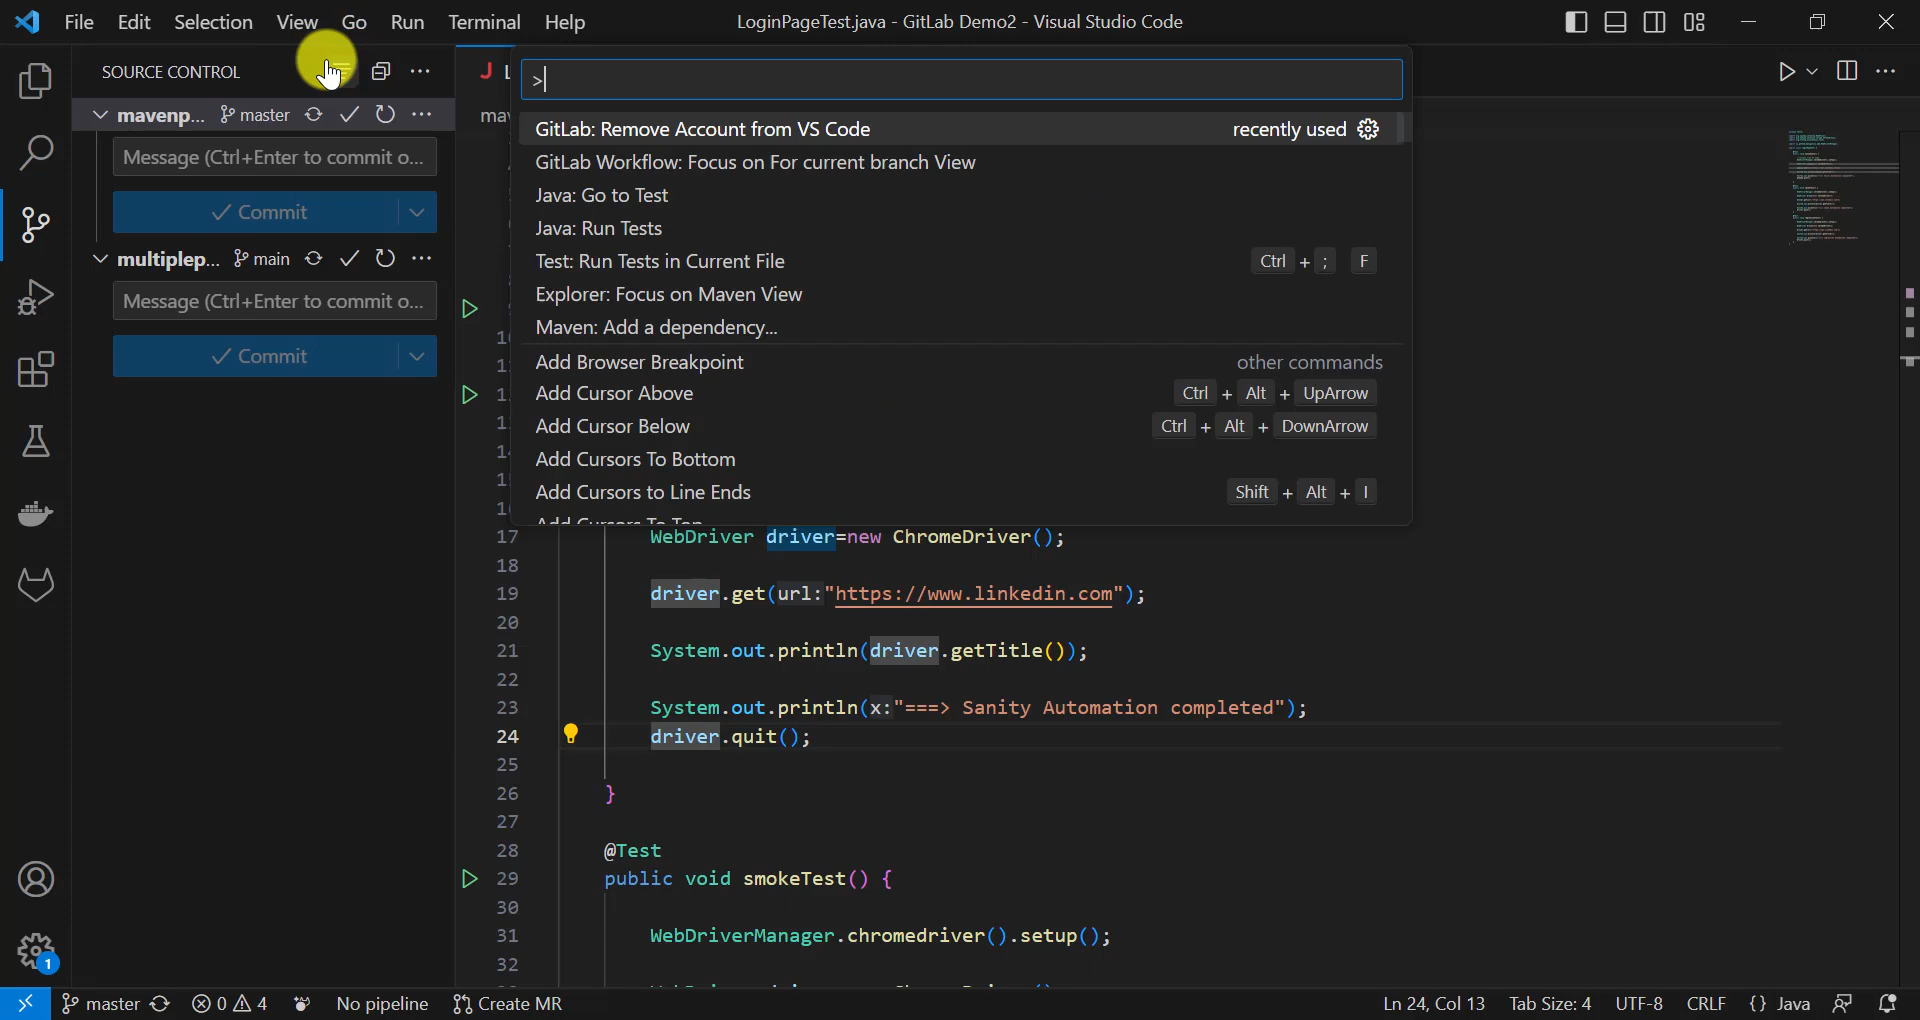 File Edit Selection View Go Run Terminal Help
LoginPageTest.java - GitLab Demo2 - Visual Studio Code
SOURCE CONTROL
mavenp... master
Message (Ctrl+Enter to commit o...
Commit
multiplep... main
Message (Ctrl+Enter to commit o...
Commit
>
GitLab: Remove Account from VS Code recently used
GitLab Workflow: Focus on For current branch View
Java: Go to Test
Java: Run Tests
Test: Run Tests in Current File Ctrl + ; F
Explorer: Focus on Maven View
Maven: Add a dependency...
Add Browser Breakpoint other commands
Add Cursor Above Ctrl + Alt + UpArrow
Add Cursor Below Ctrl + Alt + DownArrow
Add Cursors To Bottom
Add Cursors to Line Ends Shift + Alt + I
Add Cursors To Top
17 WebDriver driver=new ChromeDriver();
18
19 driver.get(url:"https://www.linkedin.com");
20
21 System.out.println(driver.getTitle());
22
23 System.out.println(x:"===> Sanity Automation completed");
24 driver.quit();
25
26 }
27
28 @Test
29 public void smokeTest() {
30
31 WebDriverManager.chromedriver().setup();
32
1
master 0 4 No pipeline Create MR
Ln 24, Col 13 Tab Size: 4 UTF-8 CRLF {} Java